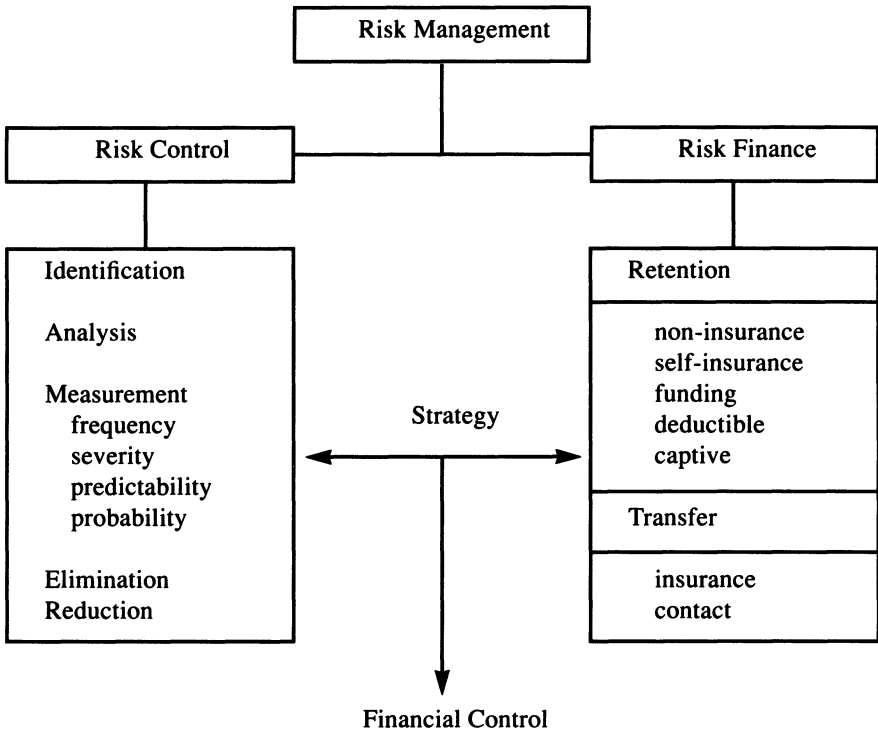 Risk Management
Risk Control
Risk Finance
Identification
Analysis
Measurement
frequency
severity
predictability
probability
Elimination
Reduction
Strategy
Financial Control
Retention
non-insurance
self-insurance
funding
deductible
captive
Transfer
insurance
contact